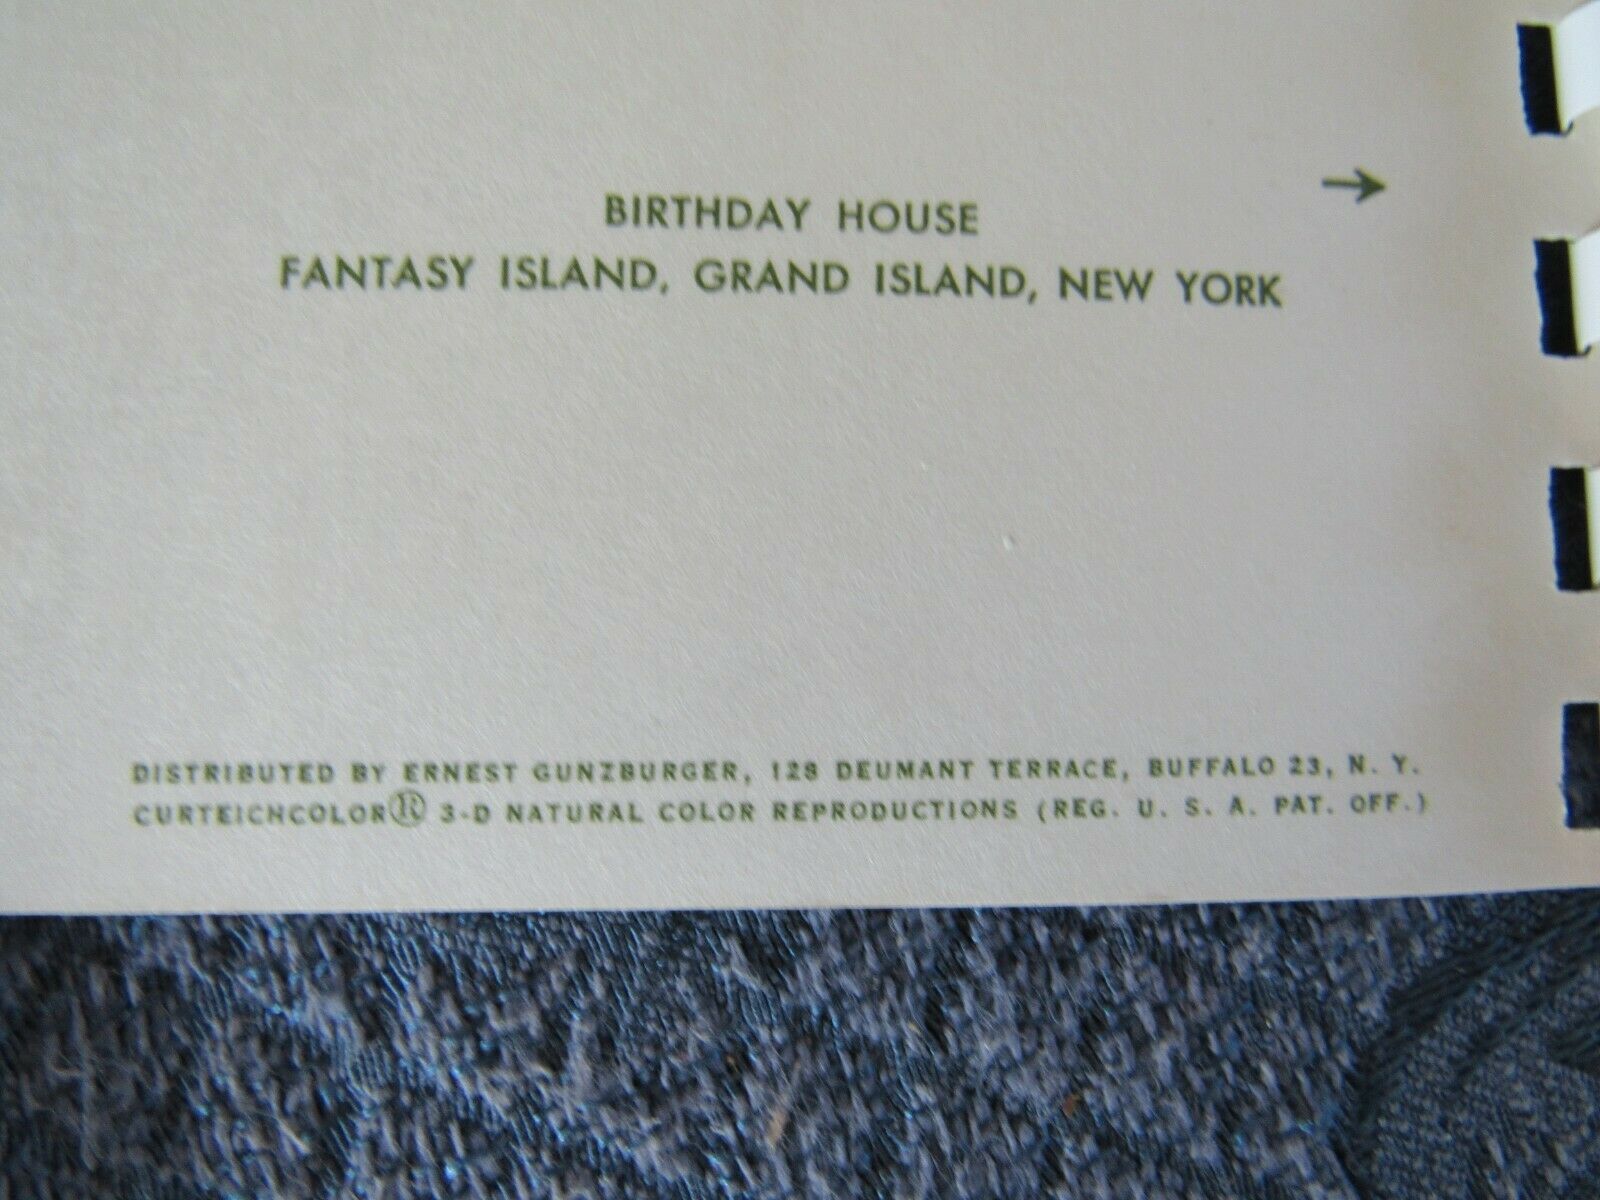 →
BIRTHDAY HOUSE
FANTASY ISLAND, GRAND ISLAND, NEW YORK
DISTRIBUTED BY ERNEST GUNZBURGER, 128 DEUMANT TERRACE, BUFFALO 23, N. Y.
CURTEICHCOLOR® 3-D NATURAL COLOR REPRODUCTIONS (REG. U. S. A. PAT. OFF.)